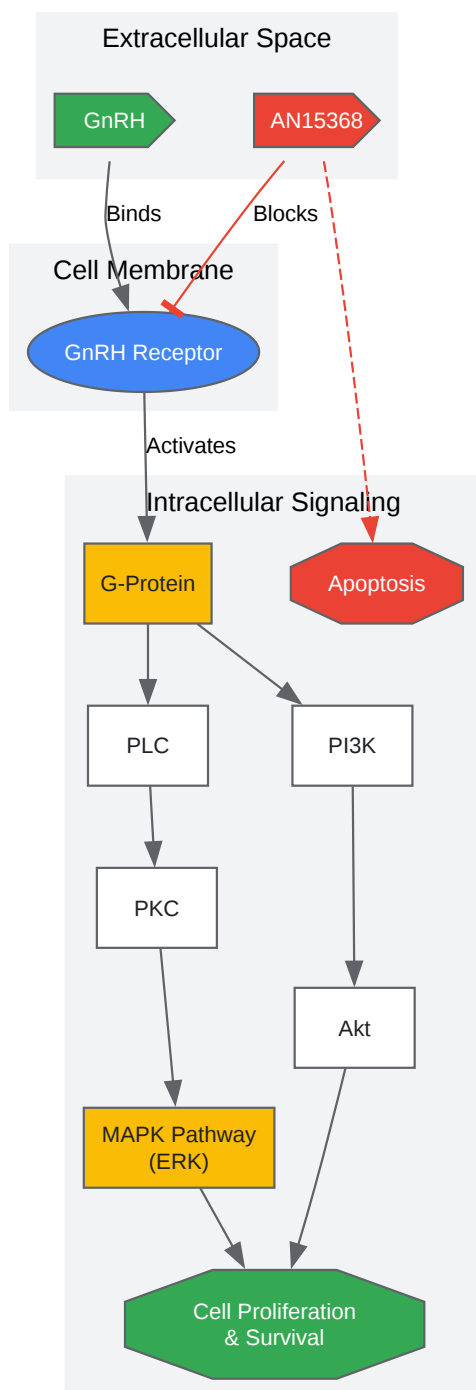 Extracellular Space
GnRH
AN15368
Binds
Blocks
Cell Membrane
GnRH Receptor
Activates
Intracellular Signaling
G-Protein
Apoptosis
PLC
PI3K
PKC
Akt
MAPK Pathway
(ERK)
Cell Proliferation
& Survival